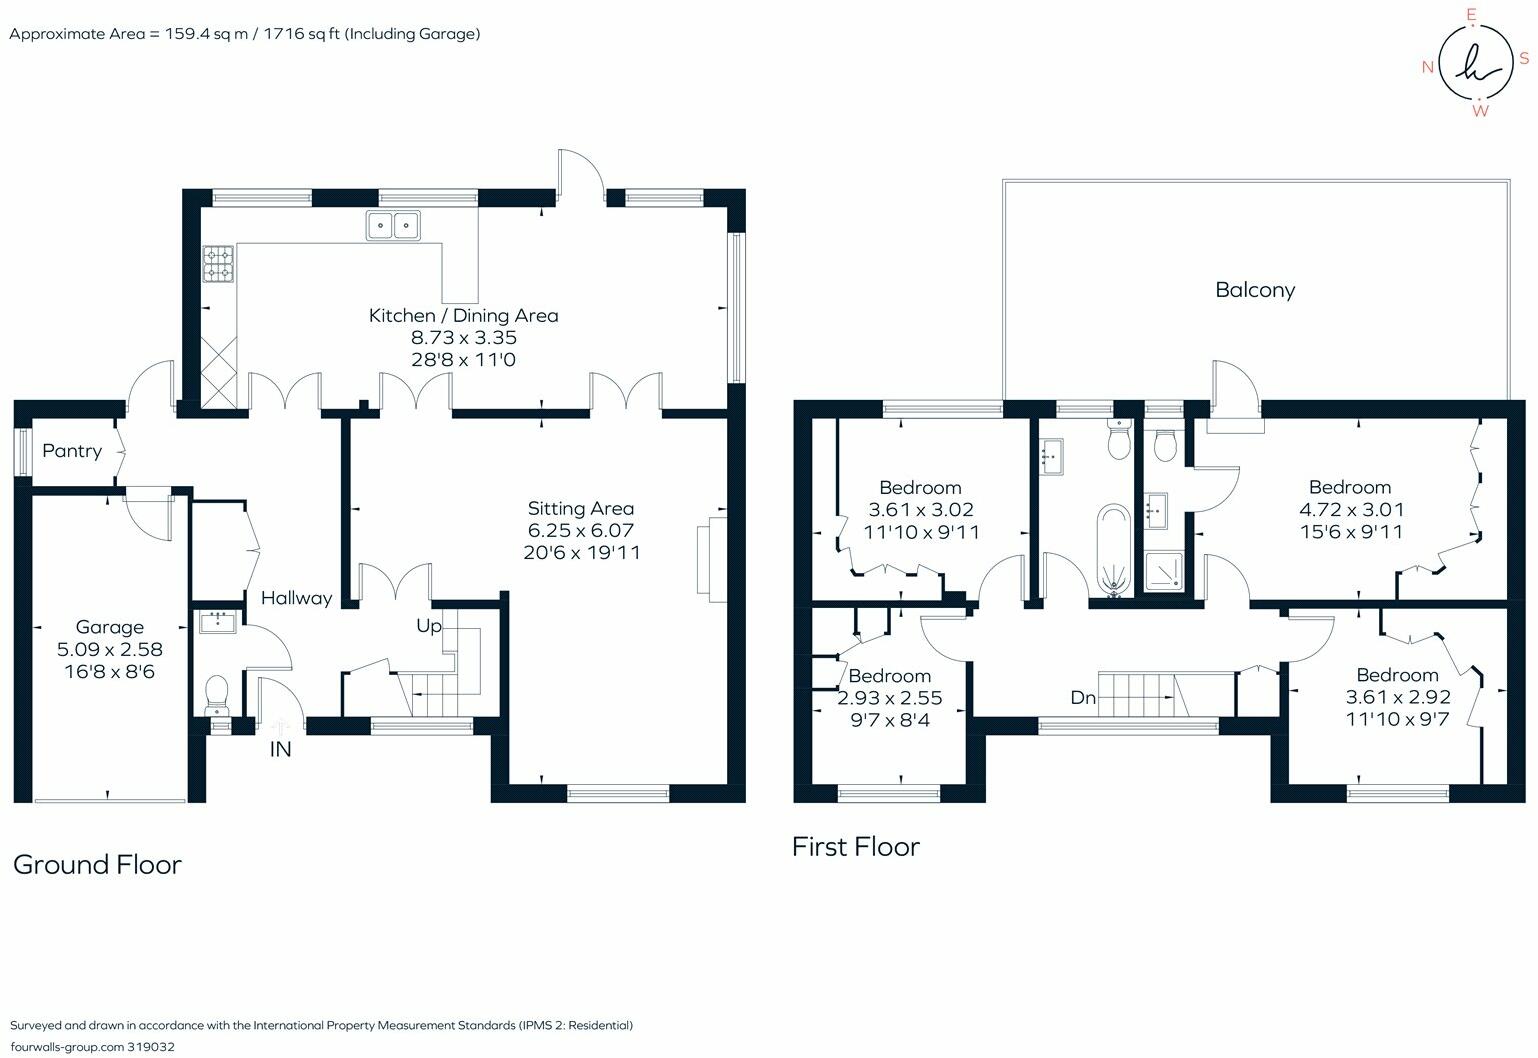 Approximate Area = 159.4 sq m / 1716 sq ft (Including Garage)
E
N
S
W
Kitchen / Dining Area
8.73 x 3.35
28'8 x 11'0
Pantry
Sitting Area
6.25 x 6.07
20'6 x 19'11
Hallway
Garage
5.09 x 2.58
16'8 x 8'6
Up
IN
Ground Floor
Balcony
Bedroom
3.61 x 3.02
11'10 x 9'11
Bedroom
4.72 x 3.01
15'6 x 9'11
Bedroom
2.93 x 2.55
9'7 x 8'4
Dn
Bedroom
3.61 x 2.92
11'10 x 9'7
First Floor
Surveyed and drawn in accordance with the International Property Measurement Standards (IPMS 2: Residential)
fourwalls-group.com 319032